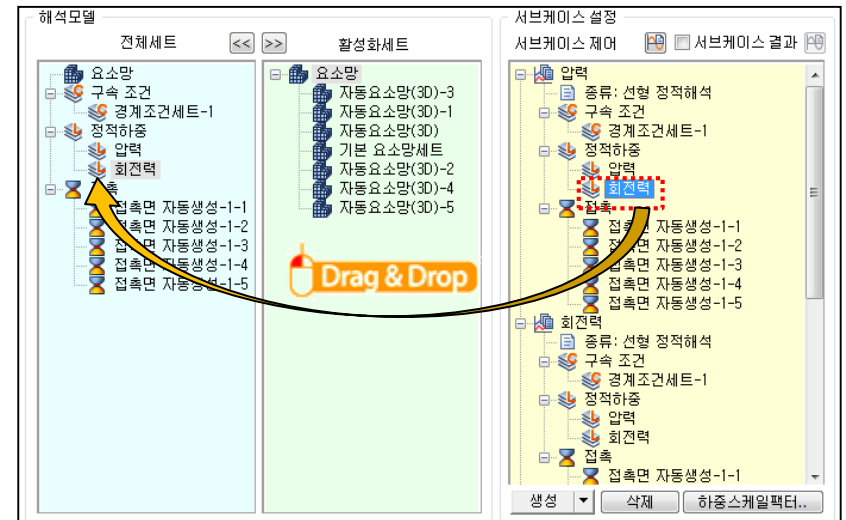 해석모델
전체세트
<<
>>
활성화세트
요소망
구속 조건
경계조건세트-1
정적하중
압력
회전력
촉
접촉면 자동생성-1-1
접촉면 자동생성-1-2
접촉면 자동생성-1-3
접촉면 자동생성-1-4
접촉면 자동생성-1-5
요소망
자동요소망(3D)-3
자동요소망(3D)-1
자동요소망(3D)
기본 요소망세트
자동요소망(3D)-2
자동요소망(3D)-4
자동요소망(3D)-5
Drag & Drop
서브케이스 설정
서브케이스 제어
서브케이스 결과
압력
종류: 선형 정적해석
구속 조건
경계조건세트-1
정적하중
압력
회전력
접촉
접촉면 자동생성-1-1
접촉면 자동생성-1-2
접촉면 자동생성-1-3
접촉면 자동생성-1-4
접촉면 자동생성-1-5
회전력
종류: 선형 정적해석
구속 조건
경계조건세트-1
정적하중
압력
회전력
접촉
접촉면 자동생성-1-1
생성
삭제
하중스케일팩터..